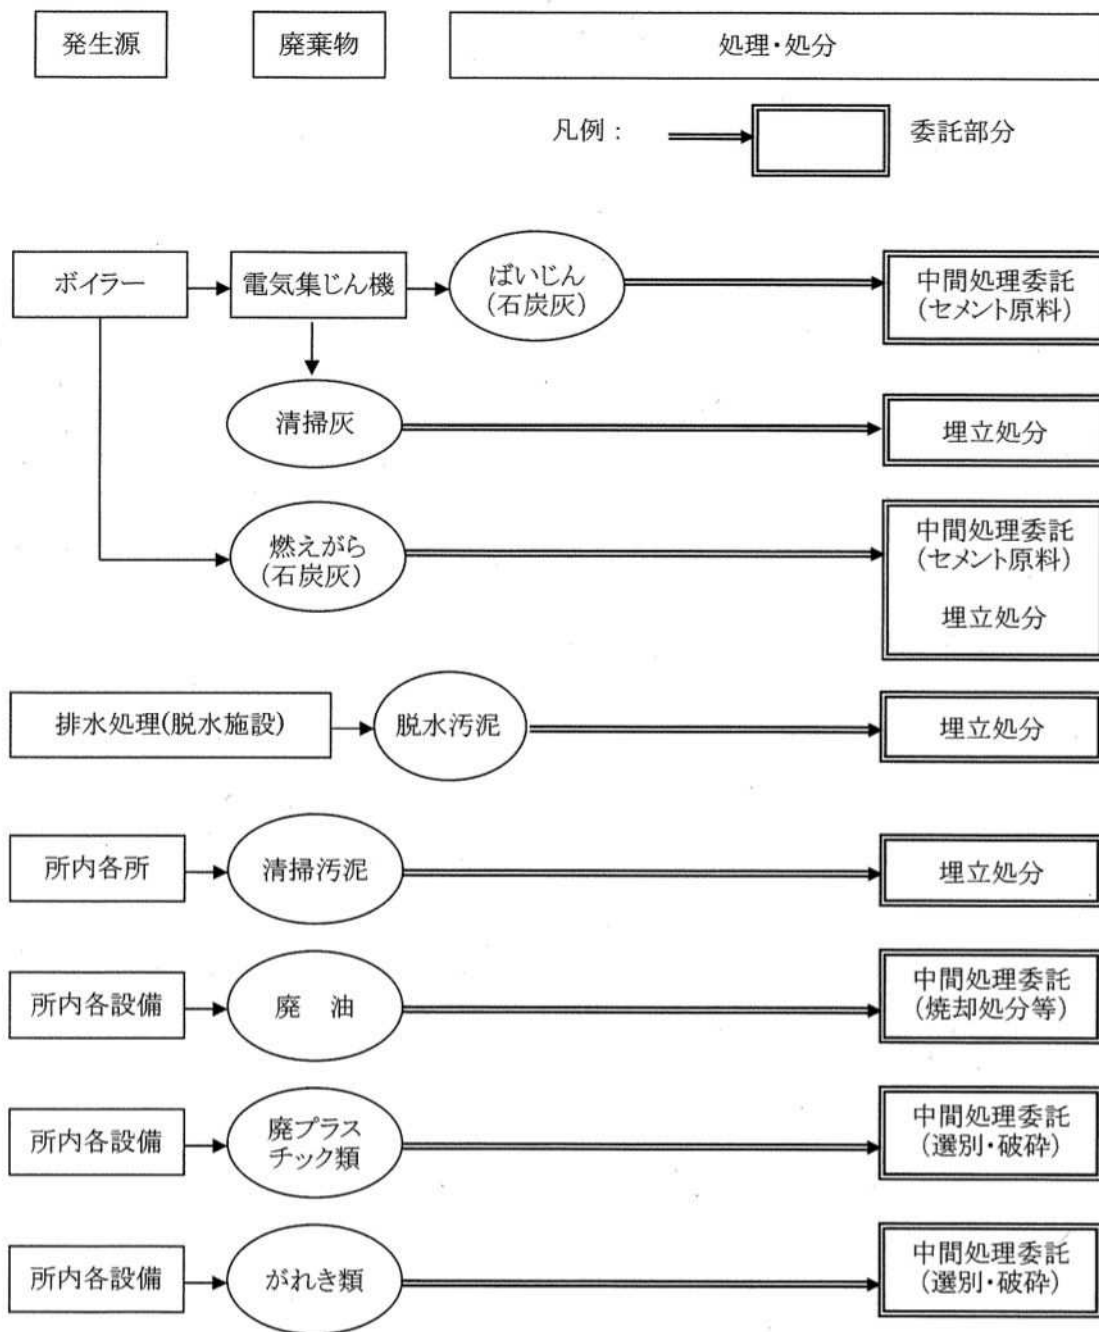 発生源
廃棄物
処理・処分
凡例：
委託部分
ボイラー
電気集じん機
ばいじん
(石炭灰)
中間処理委託
(セメント原料)
清掃灰
埋立処分
燃えがら
(石炭灰)
中間処理委託
(セメント原料)
埋立処分
排水処理(脱水施設)
脱水汚泥
埋立処分
所内各所
清掃汚泥
埋立処分
所内各設備
廃　油
中間処理委託
(焼却処分等)
所内各設備
廃プラス
チック類
中間処理委託
(選別・破砕)
所内各設備
がれき類
中間処理委託
(選別・破砕)